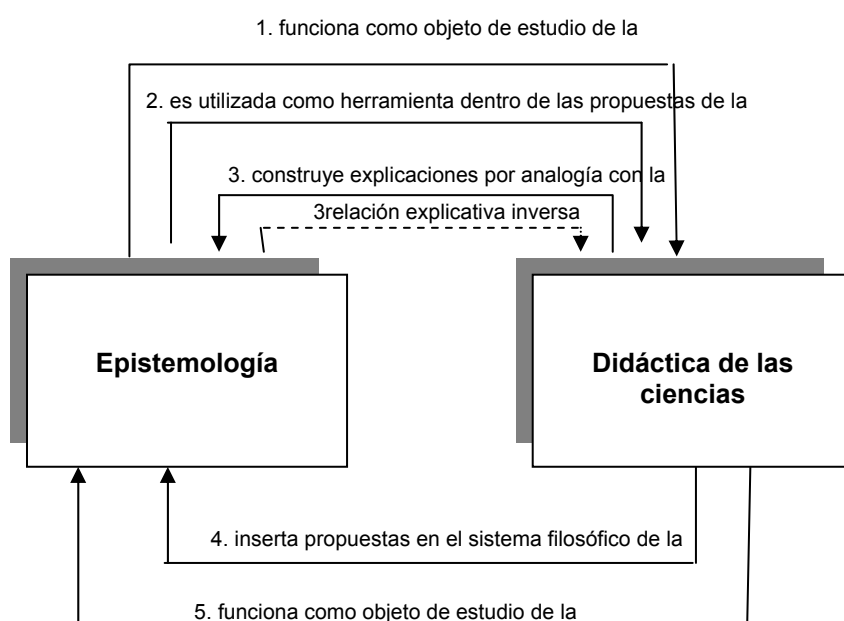 1. funciona como objeto de estudio de la
2. es utilizada como herramienta dentro de las propuestas de la
3. construye explicaciones por analogía con la
3relación explicativa inversa
Epistemología
Didáctica de las
ciencias
4. inserta propuestas en el sistema filosófico de la
5. funciona como objeto de estudio de la